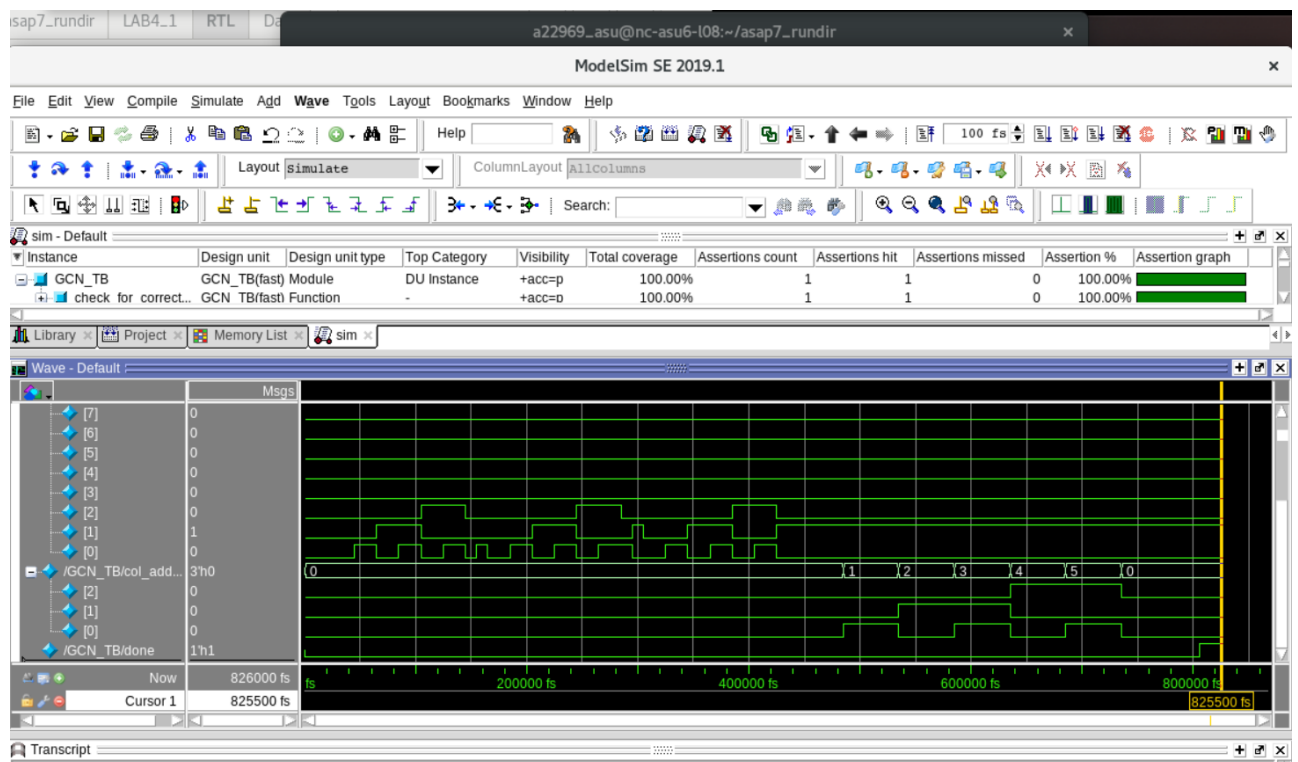 asap7_rundir LAB4_1 RTL Da a22969_asu@nc-asu6-l08:~/asap7_rundir ×
ModelSim SE 2019.1 ×
File Edit View Compile Simulate Add Wave Tools Layout Bookmarks Window Help
Help 100 fs
Layout Simulate ColumnLayout AllColumns
Search:
sim - Default
Instance Design unit Design unit type Top Category Visibility Total coverage Assertions count Assertions hit Assertions missed Assertion % Assertion graph
GCN_TB GCN_TB(fast) Module DU Instance +acc=p 100.00% 1 1 0 100.00%
check_for_correct... GCN_TB(fast) Function - +acc=p 100.00% 1 1 0 100.00%
Library Project Memory List sim
Wave - Default
Msgs
[7] 0
[6] 0
[5] 0
[4] 0
[3] 0
[2] 0
[1] 1
[0] 0
/GCN_TB/col_add... 3'h0 0 1 2 3 4 5 0
[2] 0
[1] 0
[0] 0
/GCN_TB/done 1'h1
Now 826000 fs fs 200000 fs 400000 fs 600000 fs 800000 fs
Cursor 1 825500 fs 825500 fs
Transcript